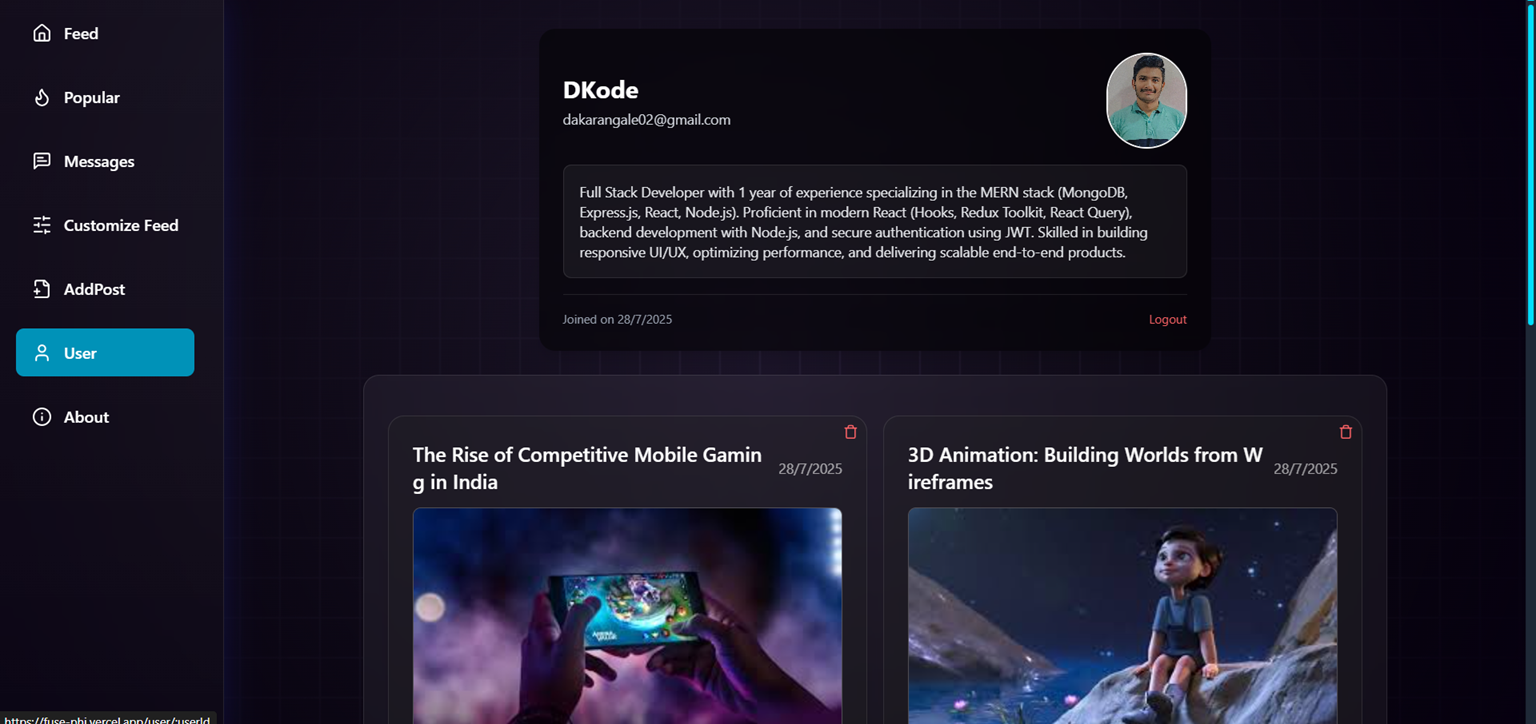 Feed
Popular
Messages
Customize Feed
AddPost
User
About
DKode
dakarangale02@gmail.com
Full Stack Developer with 1 year of experience specializing in the MERN stack (MongoDB,
Express.js, React, Node.js). Proficient in modern React (Hooks, Redux Toolkit, React Query),
backend development with Node.js, and secure authentication using JWT. Skilled in building
responsive UI/UX, optimizing performance, and delivering scalable end-to-end products.
Joined on 28/7/2025
Logout
The Rise of Competitive Mobile Gamin
g in India
28/7/2025
3D Animation: Building Worlds from W
ireframes
28/7/2025
https://fuse-phi.vercel.app/user/:userId